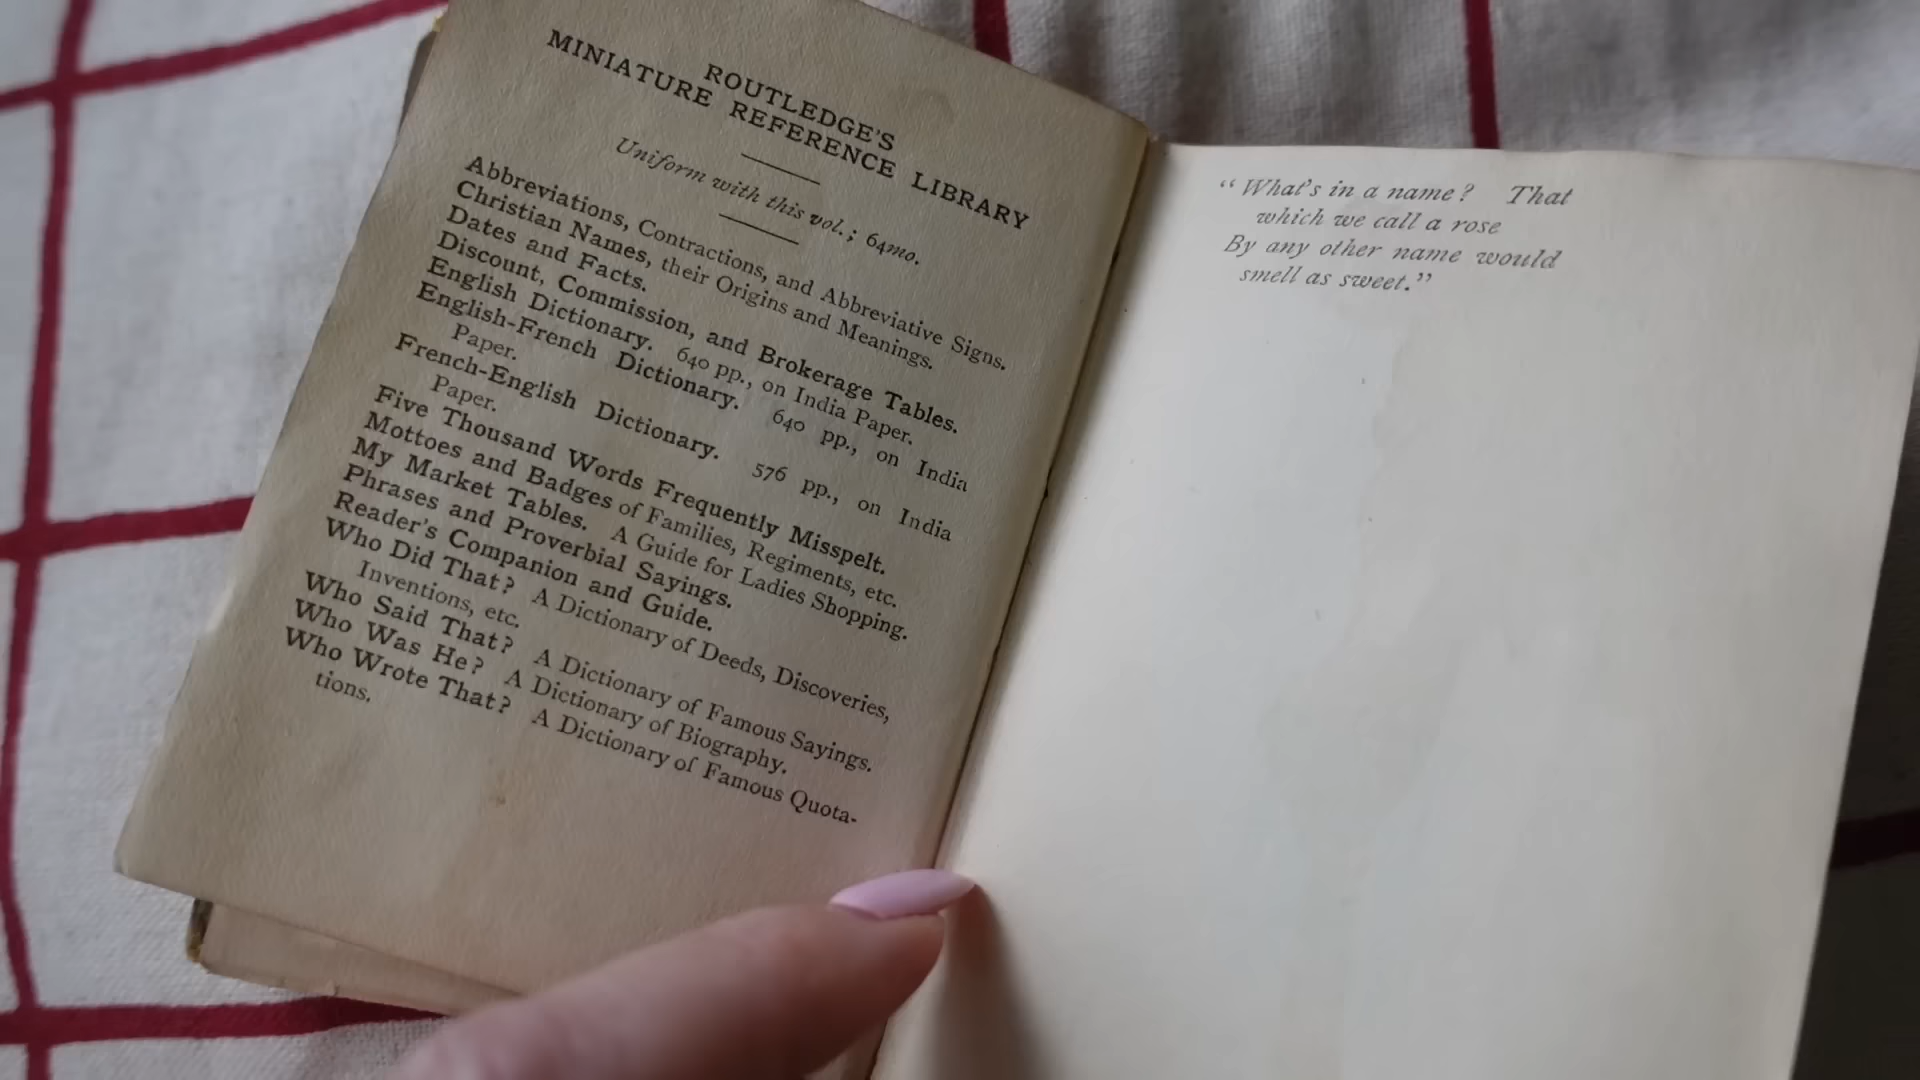 ROUTLEDGE'S
MINIATURE REFERENCE LIBRARY
Uniform with this vol.; 64mo.
Abbreviations, Contractions, and Abbreviative Signs.
Christian Names, their Origins and Meanings.
Dates and Facts.
Discount, Commission, and Brokerage Tables.
English Dictionary. 640 pp., on India Paper.
English-French Dictionary. 640 pp., on India
Paper.
French-English Dictionary. 576 pp., on India
Paper.
Five Thousand Words Frequently Misspelt.
Mottoes and Badges of Families, Regiments, etc.
My Market Tables. A Guide for Ladies Shopping.
Phrases and Proverbial Sayings.
Reader's Companion and Guide.
Who Did That? A Dictionary of Deeds, Discoveries,
Inventions, etc.
Who Said That? A Dictionary of Famous Sayings.
Who Was He? A Dictionary of Biography.
Who Wrote That? A Dictionary of Famous Quota-
tions.
“What's in a name? That
which we call a rose
By any other name would
smell as sweet.”